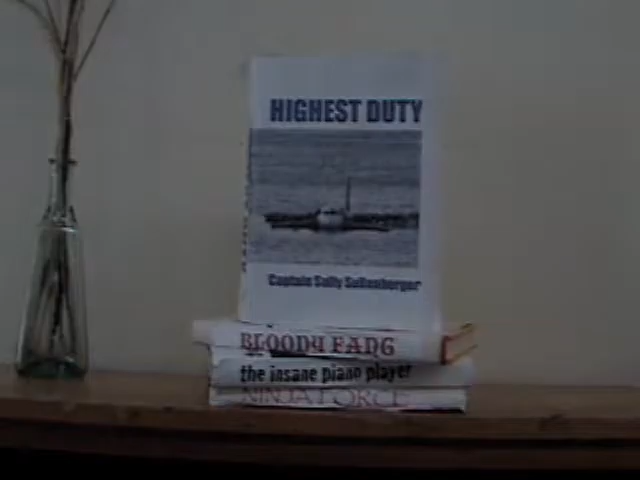 HIGHEST DUTY
Captain Sully Sullenberger
BLOODY FANG
the insane piano player
NINJA FORCE